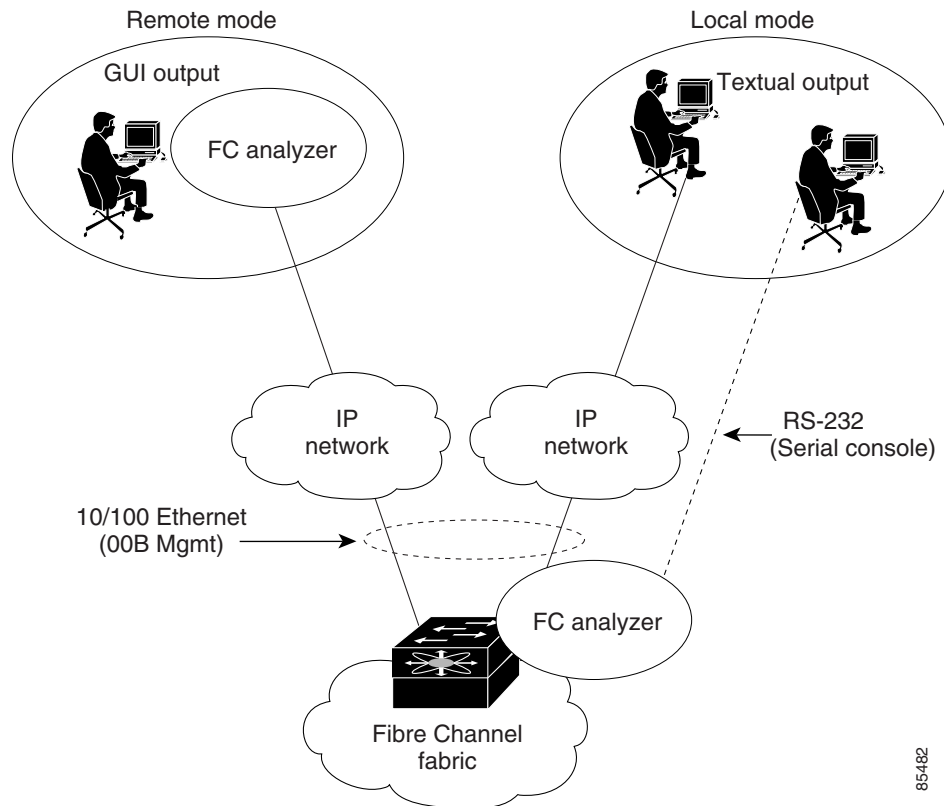 Remote mode
Local mode
GUI output
FC analyzer
Textual output
IP
network
IP
network
RS-232
(Serial console)
10/100 Ethernet
(00B Mgmt)
FC analyzer
Fibre Channel
fabric
85482